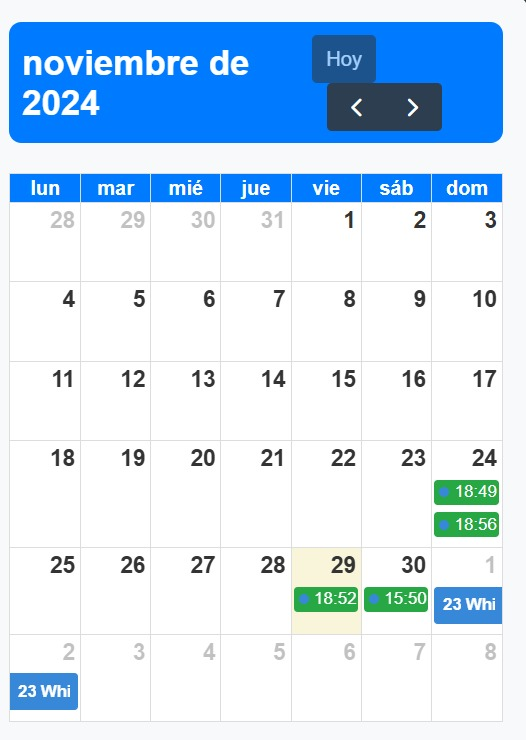 noviembre de
2024
Hoy
lun mar mié jue vie sáb dom
28 29 30 31 1 2 3
4 5 6 7 8 9 10
11 12 13 14 15 16 17
18 19 20 21 22 23 24
18:49
18:56
25 26 27 28 29 30 1
18:52 15:50 23 Whi
2 3 4 5 6 7 8
23 Whi